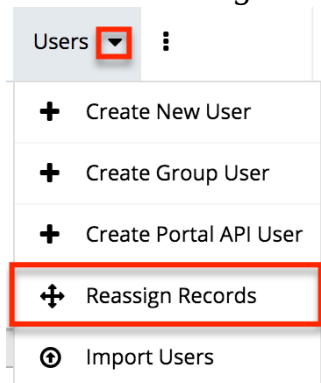 Users
Create New User
Create Group User
Create Portal API User
Reassign Records
Import Users